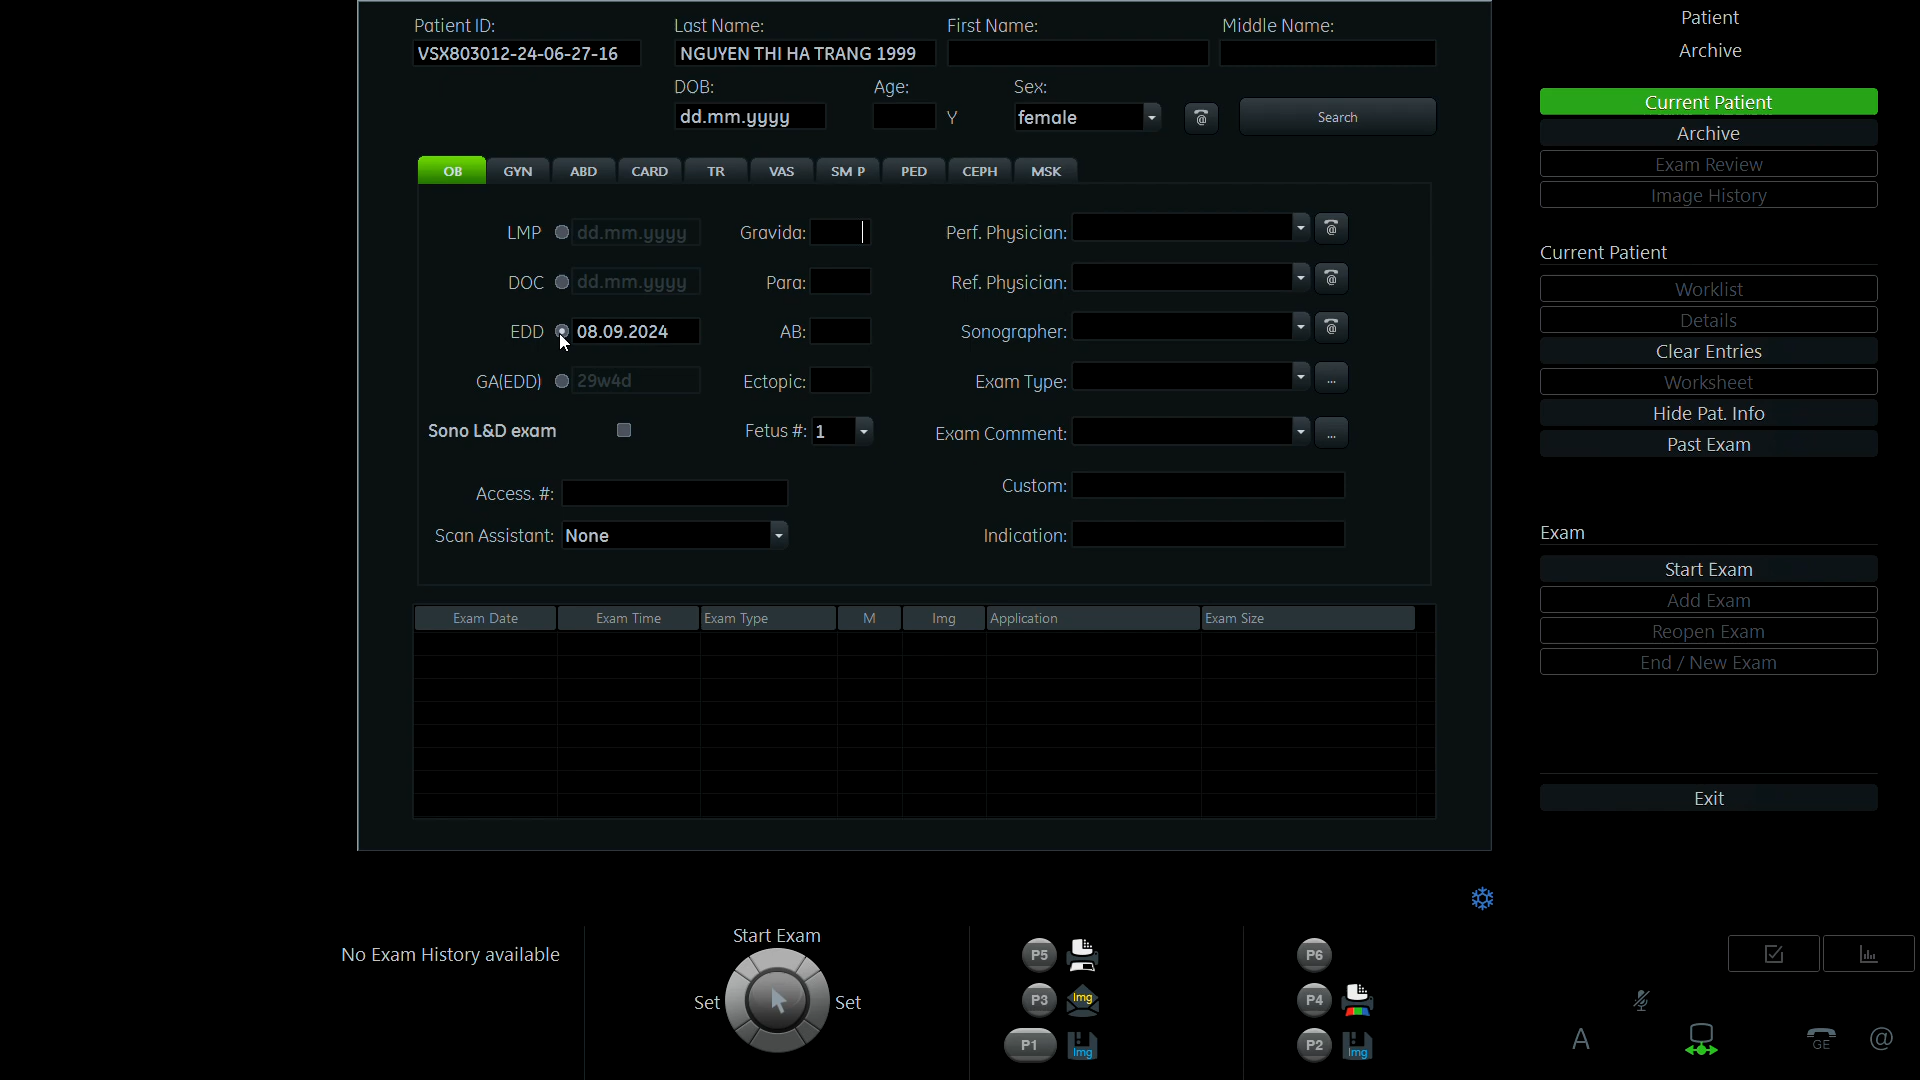 Patient ID: Last Name: First Name: Middle Name:
VSX803012-24-06-27-16 NGUYEN THI HA TRANG 1999
DOB: Age: Sex:
dd.mm.yyyy Y female @ Search
OB GYN ABD CARD TR VAS SM P PED CEPH MSK
LMP dd.mm.yyyy Gravida: Perf. Physician: @
DOC dd.mm.yyyy Para: Ref. Physician: @
EDD 08.09.2024 AB: Sonographer: @
GA(EDD) 29w4d Ectopic: Exam Type: ...
Sono L&D exam Fetus #: 1 Exam Comment: ...
Access. #: Custom:
Scan Assistant: None Indication:
Exam Date Exam Time Exam Type M Img Application Exam Size
Patient
Archive
Current Patient
Archive
Exam Review
Image History
Current Patient
Worklist
Details
Clear Entries
Worksheet
Hide Pat. Info
Past Exam
Exam
Start Exam
Add Exam
Reopen Exam
End / New Exam
Exit
No Exam History available
Start Exam
Set Set
P5 P6
P3 Img P4
P1 Img P2 Img
A GE @